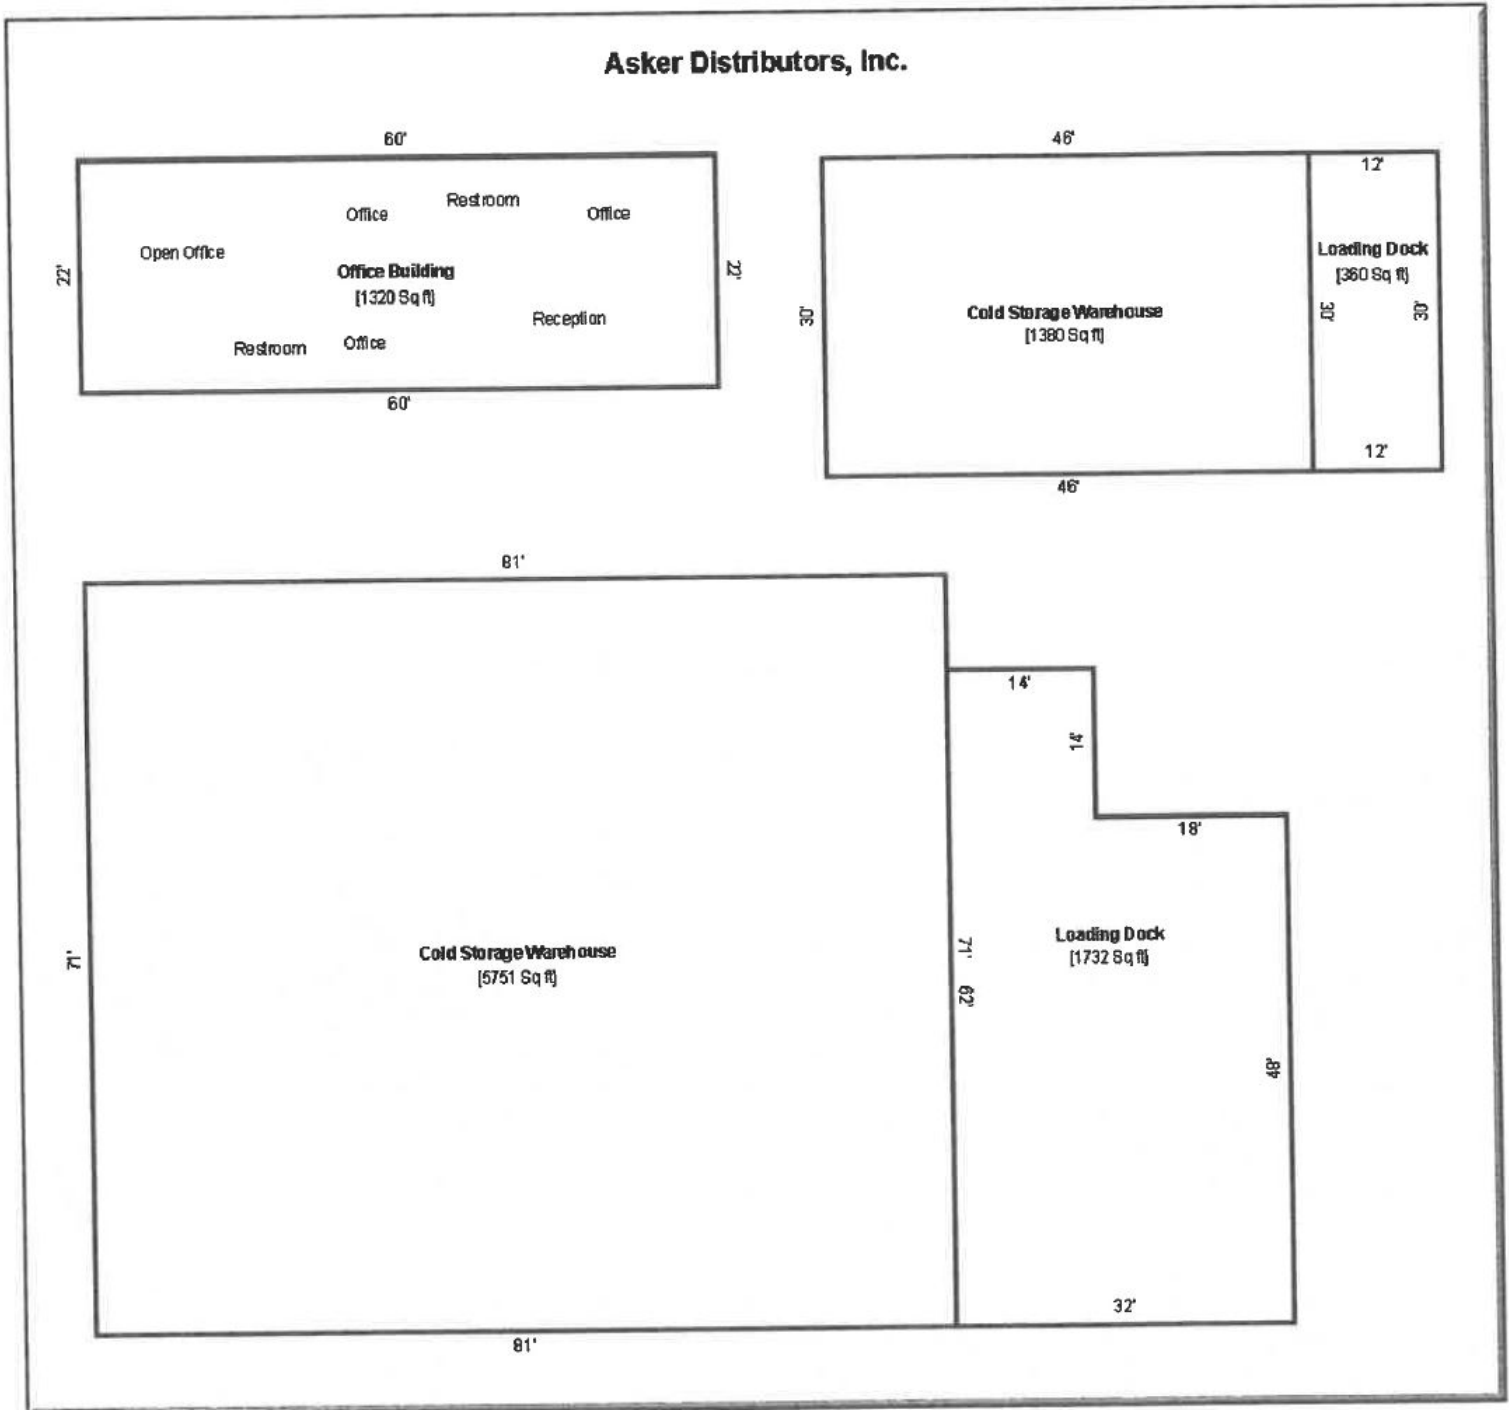 Asker Distributors, Inc.
60'
Office
Restroom
Office
Open Office
22'
Office Building
[1320 Sq ft]
22'
Reception
Restroom
Office
60'
46'
12'
Loading Dock
[360 Sq ft]
30'
Cold Storage Warehouse
[1380 Sq ft]
30'
30'
12'
46'
81'
14'
14'
18'
71'
Cold Storage Warehouse
[5751 Sq ft]
71'
62'
Loading Dock
[1732 Sq ft]
48'
32'
81'